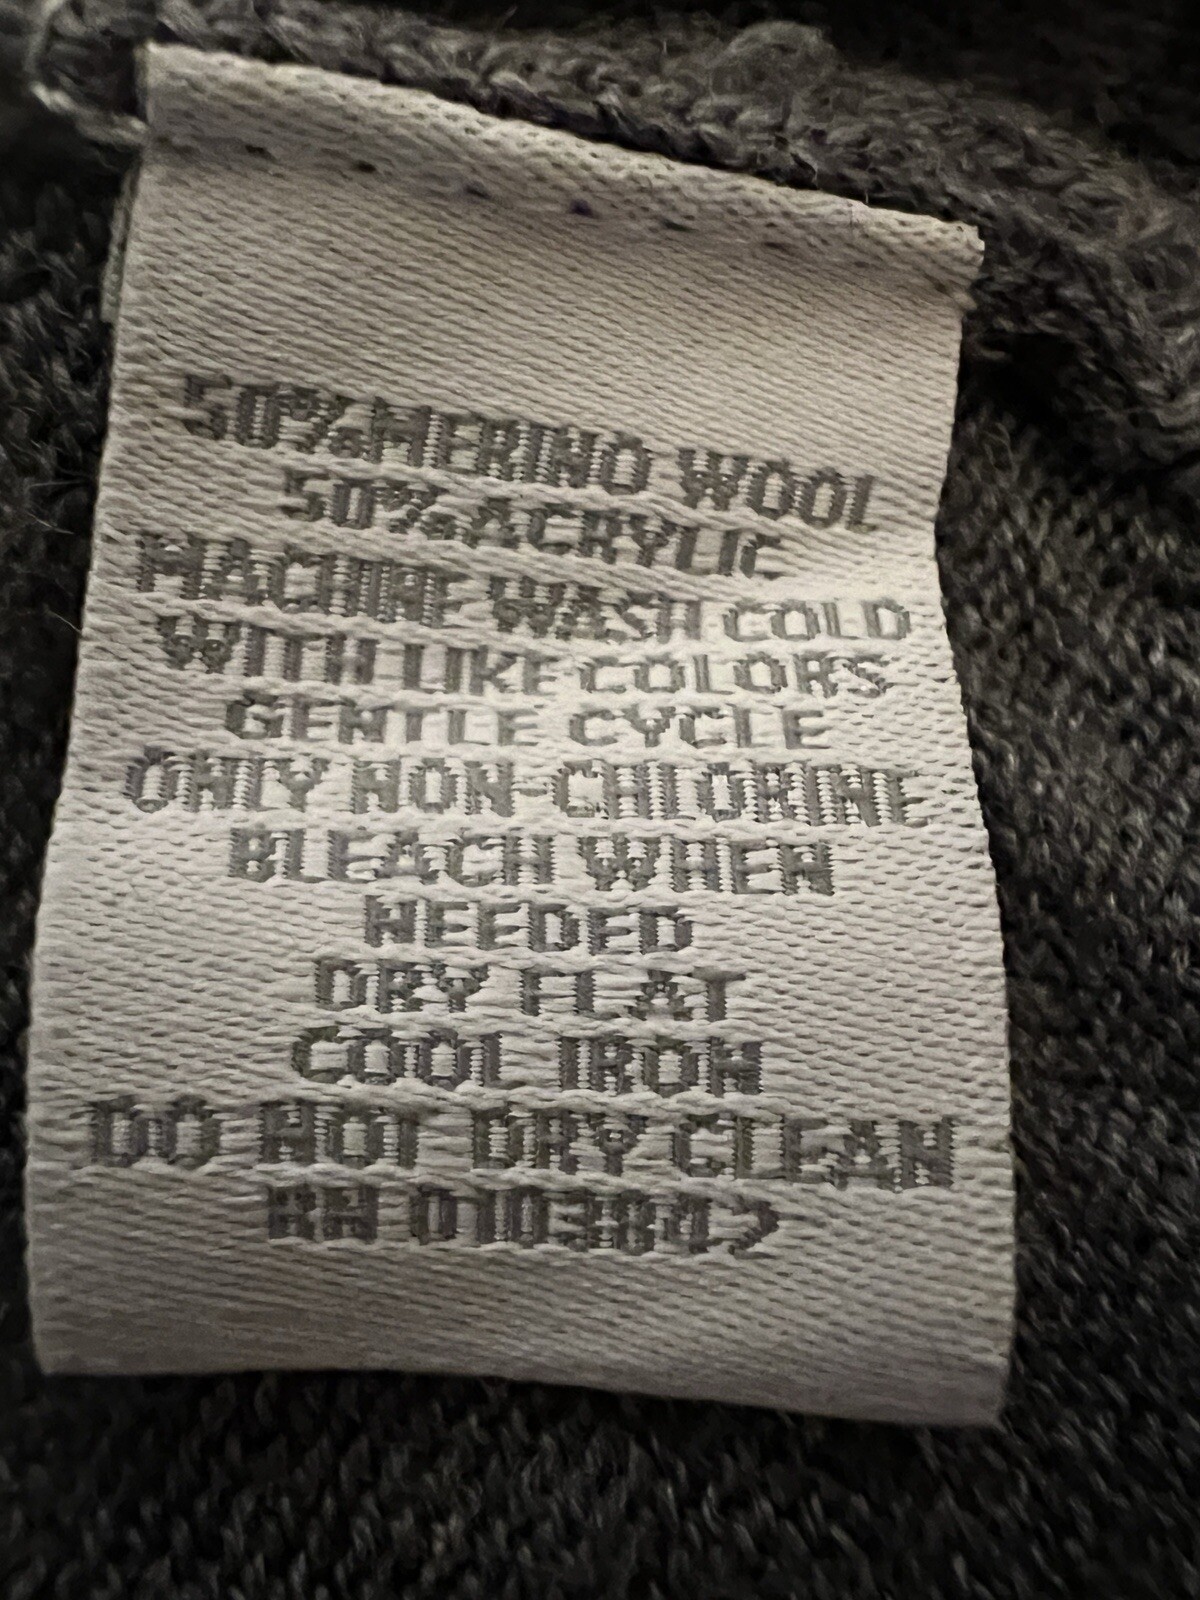 50% MERINO WOOL
50% ACRYLIC
MACHINE WASH COLD
WITH LIKE COLORS
GENTLE CYCLE
ONLY NON-CHLORINE
BLEACH WHEN
NEEDED
DRY FLAT
COOL IRON
DO NOT DRY CLEAN
RN